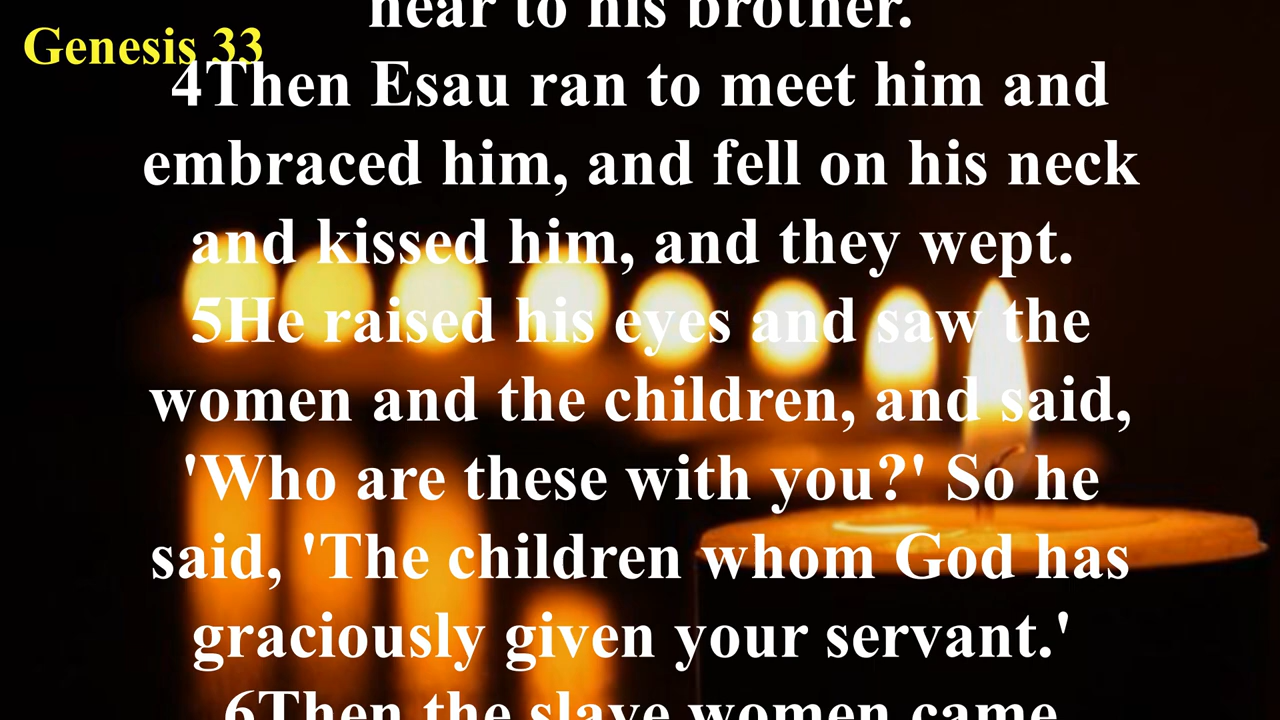 near to his brother.
Genesis 33
4Then Esau ran to meet him and
embraced him, and fell on his neck
and kissed him, and they wept.
5He raised his eyes and saw the
women and the children, and said,
'Who are these with you?' So he
said, 'The children whom God has
graciously given your servant.'
6Then the slave women came